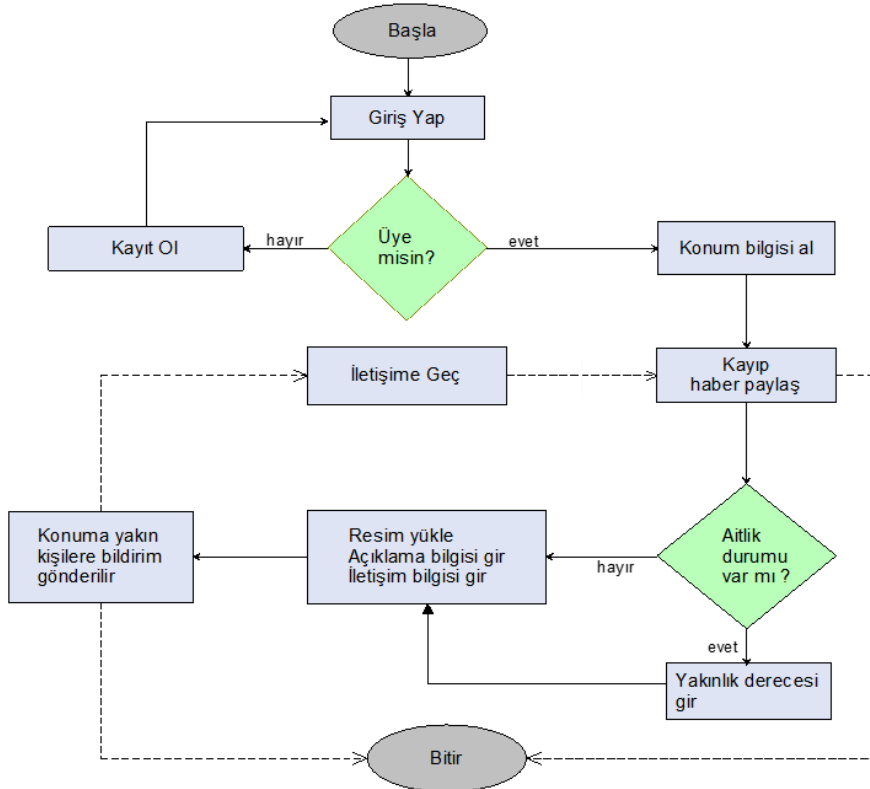 Başla
Giriş Yap
Kayıt Ol
hayır
Üye
misin?
evet
Konum bilgisi al
İletişime Geç
Kayıp
haber paylaş
Konuma yakın
kişilere bildirim
gönderilir
Resim yükle
Açıklama bilgisi gir
İletişim bilgisi gir
hayır
Aitlik
durumu
var mı ?
evet
Yakınlık derecesi
gir
Bitir